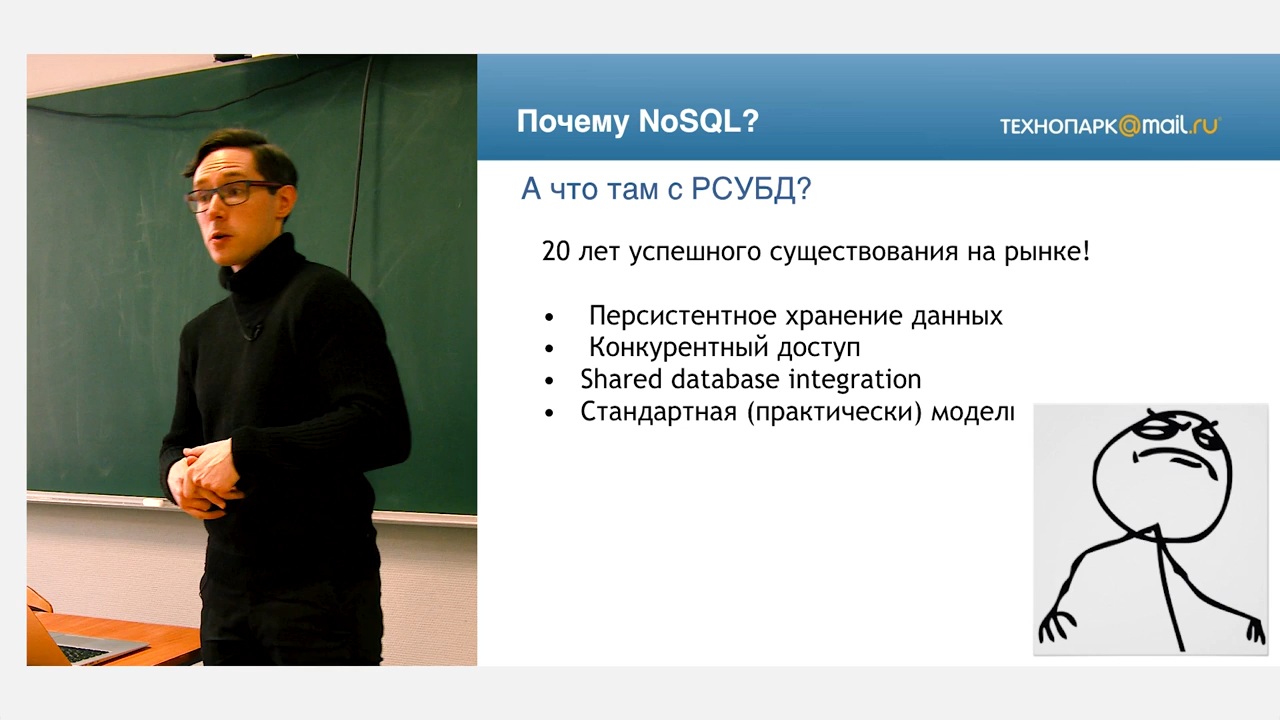 Почему NoSQL?
ТЕХНОПАРК@mail.ru
А что там с РСУБД?
20 лет успешного существования на рынке!
• Персистентное хранение данных
• Конкурентный доступ
• Shared database integration
• Стандартная (практически)